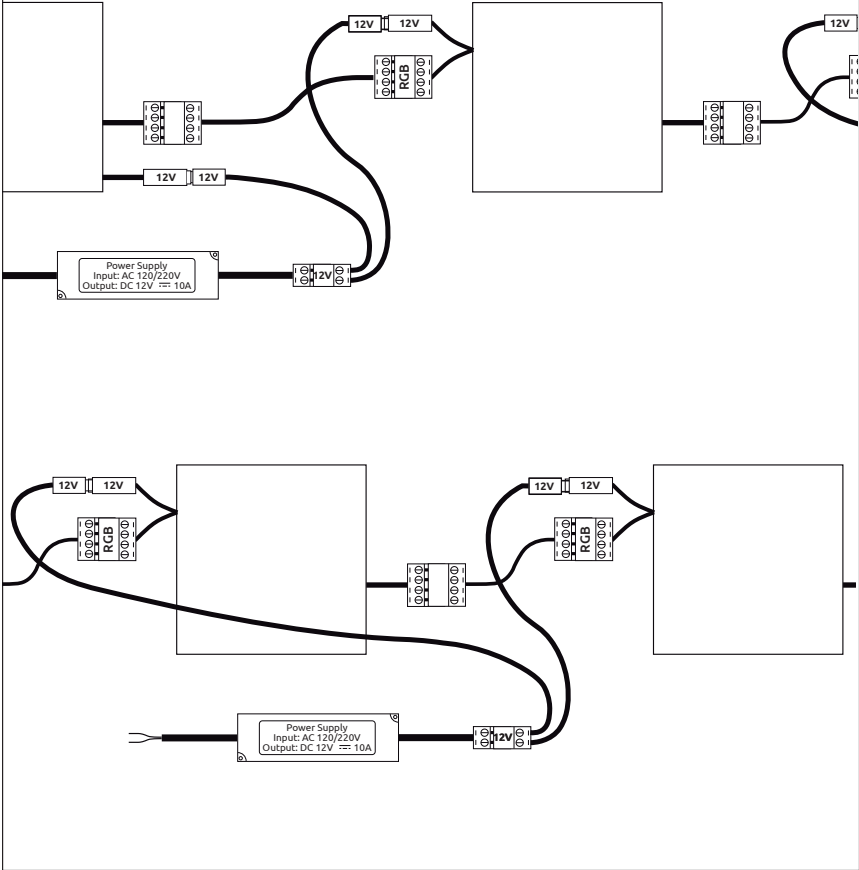 12V 12V
12V
RGB
12V 12V
Power Supply
Input: AC 120/220V
Output: DC 12V ⎓ 10A
12V
12V 12V
12V 12V
RGB
RGB
Power Supply
Input: AC 120/220V
Output: DC 12V ⎓ 10A
12V